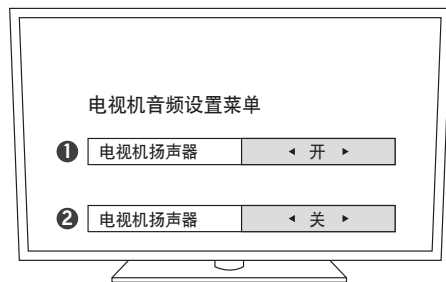 电视机音频设置菜单
❶ 电视机扬声器 ◂ 开 ▸
❷ 电视机扬声器 ◂ 关 ▸